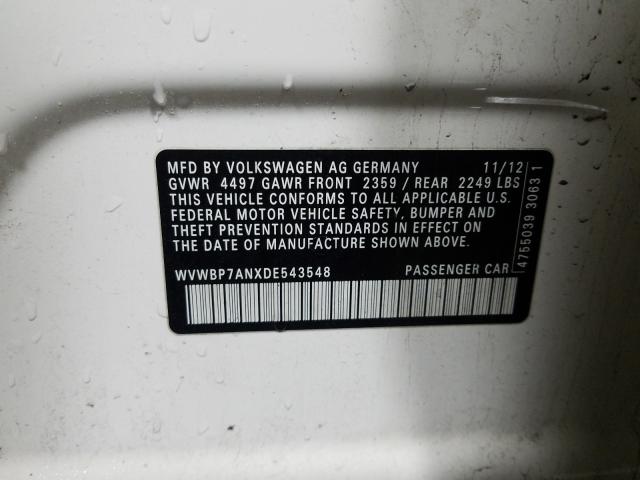 MFD BY VOLKSWAGEN AG GERMANY 11/12
GVWR 4497 GAWR FRONT 2359 / REAR 2249 LBS
THIS VEHICLE CONFORMS TO ALL APPLICABLE U.S.
FEDERAL MOTOR VEHICLE SAFETY, BUMPER AND
THEFT PREVENTION STANDARDS IN EFFECT ON
THE DATE OF MANUFACTURE SHOWN ABOVE.
WVWBP7ANXDE543548 PASSENGER CAR
4755039 3063 1